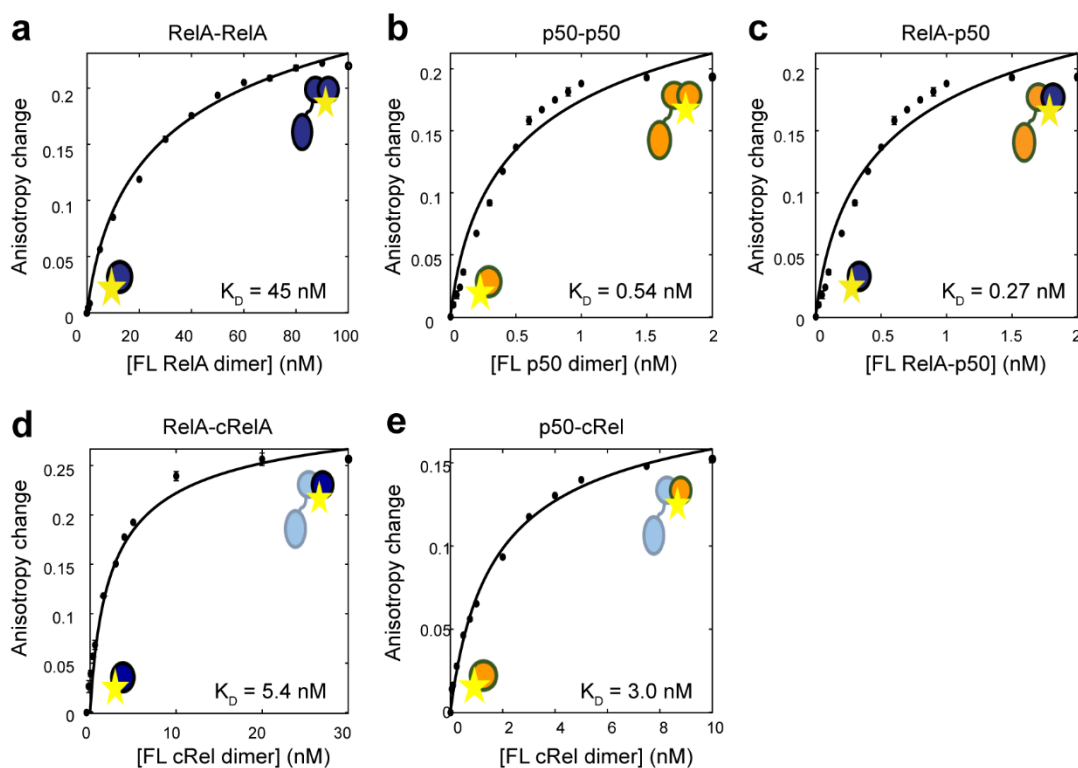 a
RelA-RelA
Anisotropy change
0.2
0.15
0.1
0.05
0
20
40
60
80
100
K_D = 45 nM
[FL RelA dimer] (nM)
b
p50-p50
Anisotropy change
0.2
0.15
0.1
0.05
0
0
0.5
1
1.5
2
K_D = 0.54 nM
[FL p50 dimer] (nM)
c
RelA-p50
Anisotropy change
0.2
0.15
0.1
0.05
0
0
0.5
1
1.5
2
K_D = 0.27 nM
[FL RelA-p50] (nM)
d
RelA-cRelA
Anisotropy change
0.25
0.2
0.15
0.1
0.05
0
0
10
20
30
K_D = 5.4 nM
[FL cRel dimer] (nM)
e
p50-cRel
Anisotropy change
0.15
0.1
0.05
0
0
2
4
6
8
10
K_D = 3.0 nM
[FL cRel dimer] (nM)